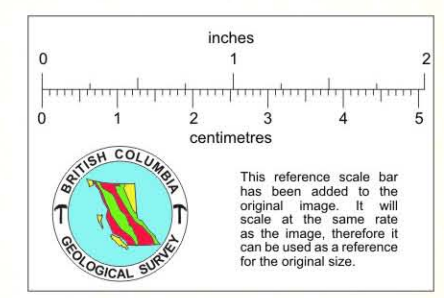 inches
0 1 2
0 1 2 3 4 5
centimetres
BRITISH COLUMBIA
GEOLOGICAL SURVEY
This reference scale bar
has been added to the
original image. It will
scale at the same rate
as the image, therefore it
can be used as a reference
for the original size.